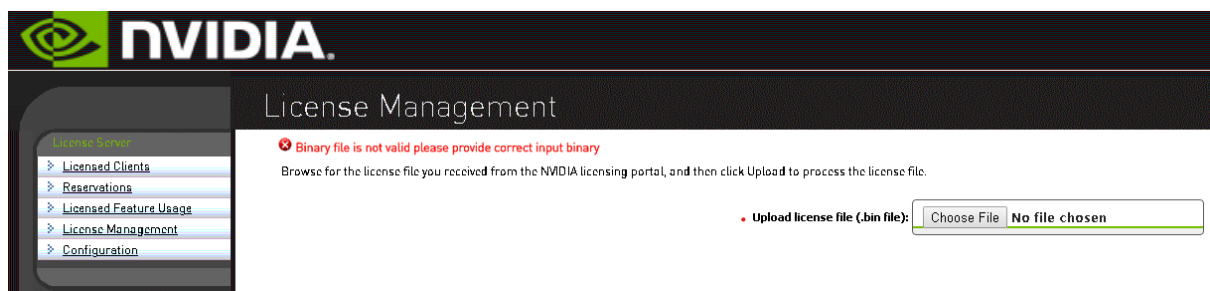 NVIDIA.
License Management
License Server
Licensed Clients
Reservations
Licensed Feature Usage
License Management
Configuration
Binary file is not valid please provide correct input binary
Browse for the license file you received from the NVIDIA licensing portal, and then click Upload to process the license file.
Upload license file (.bin file): Choose File No file chosen